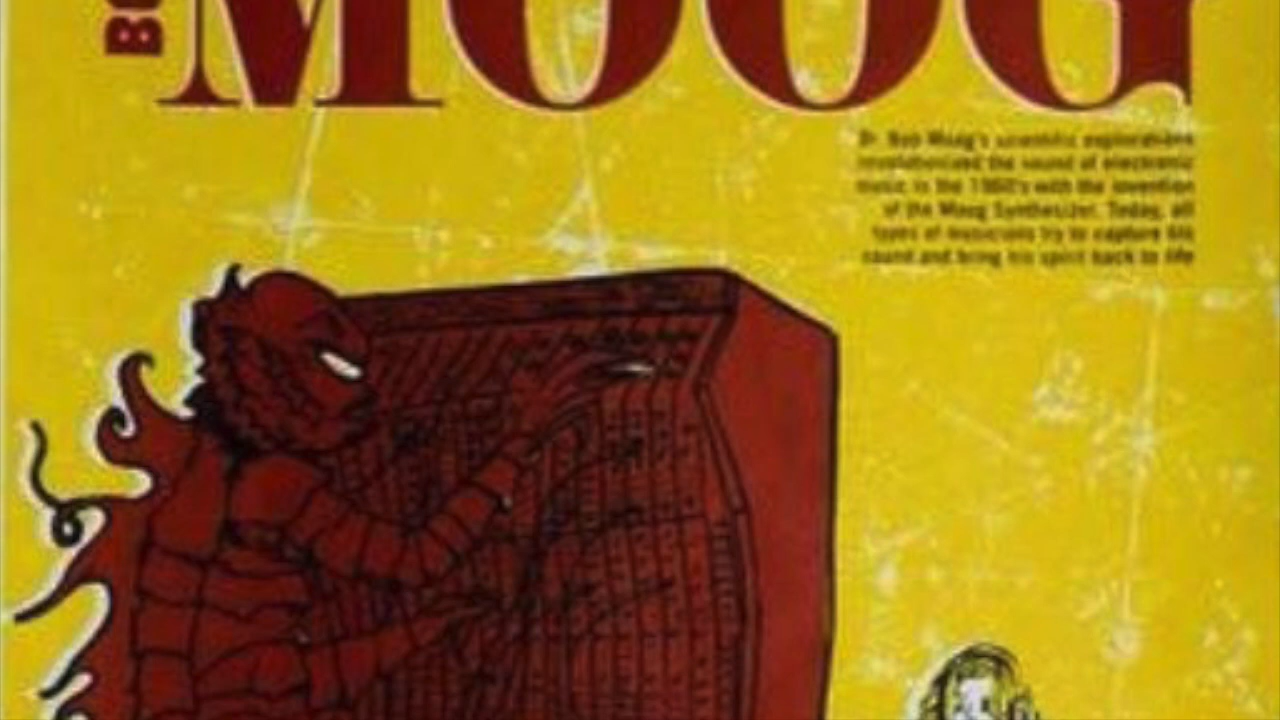 Bo
MOOG
Dr. Bob Moog's scientific explorations
revolutionized the sound of electronic
music in the 1960's with the invention
of the Moog Synthesizer. Today, all
types of musicians try to capture his
sound and bring his spirit back to life